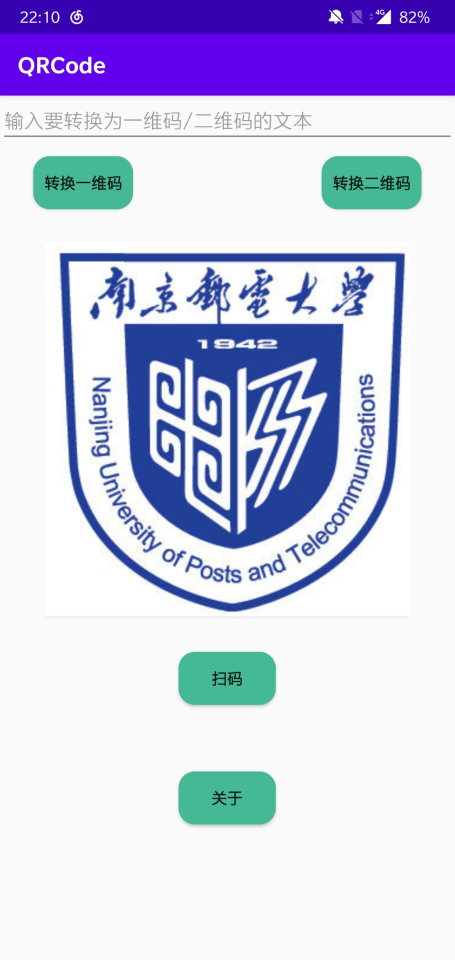 22:10
4G
82%
QRCode
输入要转换为一维码/二维码的文本
转换一维码
转换二维码
南京郵電大學
1942
Nanjing University of Posts and Telecommunications
扫码
关于